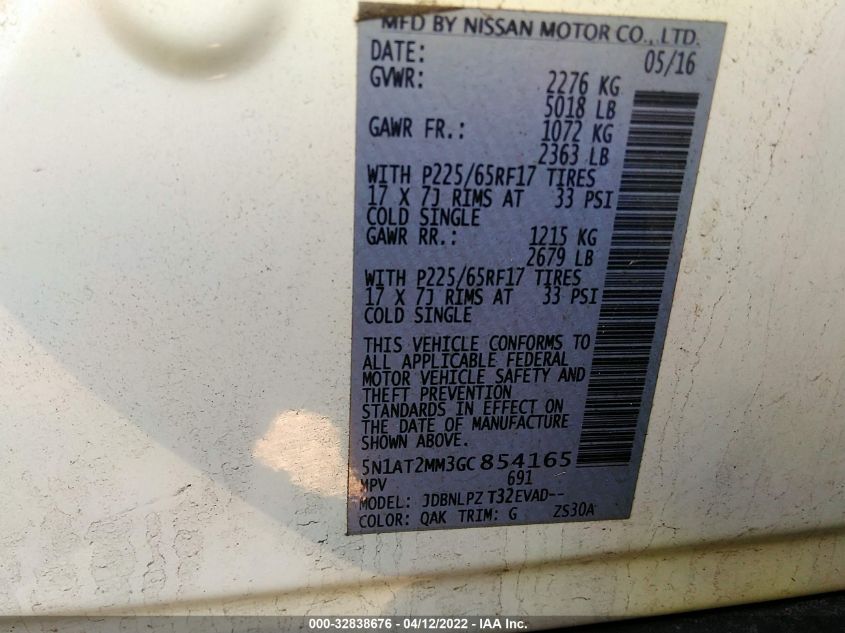 MFD BY NISSAN MOTOR CO., LTD.
DATE: 05/16
GVWR: 2276 KG
5018 LB
GAWR FR.: 1072 KG
2363 LB
WITH P225/65RF17 TIRES
17 X 7J RIMS AT 33 PSI
COLD SINGLE
GAWR RR.: 1215 KG
2679 LB
WITH P225/65RF17 TIRES
17 X 7J RIMS AT 33 PSI
COLD SINGLE
THIS VEHICLE CONFORMS TO
ALL APPLICABLE FEDERAL
MOTOR VEHICLE SAFETY AND
THEFT PREVENTION
STANDARDS IN EFFECT ON
THE DATE OF MANUFACTURE
SHOWN ABOVE.
5N1AT2MM3GC854165
MPV 691
MODEL: JDBNLPZ T32EVAD--
COLOR: QAK TRIM: G ZS30A
000-32838676 - 04/12/2022 - IAA Inc.